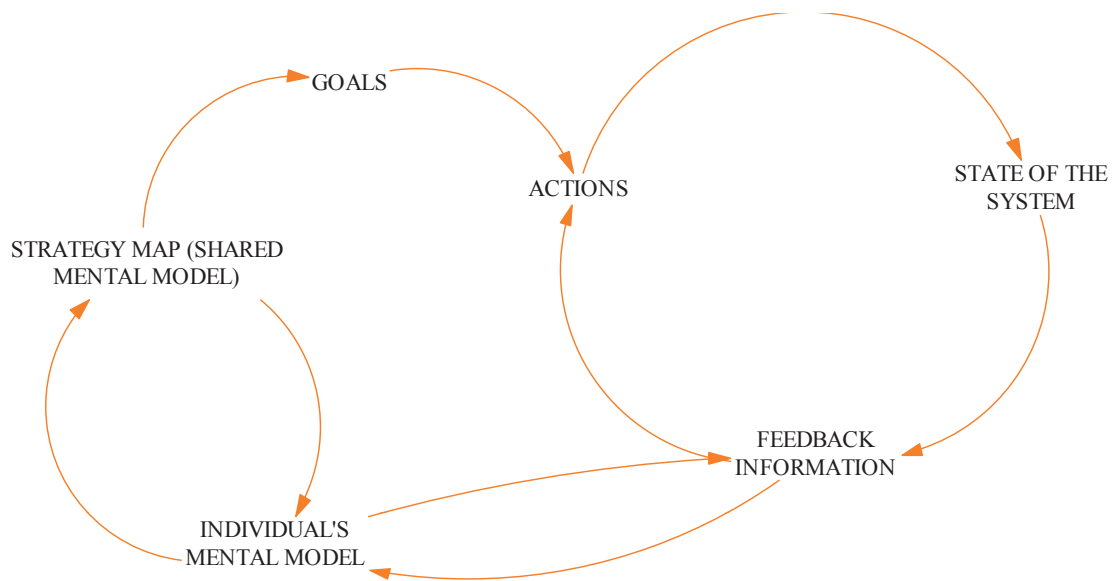 GOALS
ACTIONS
STATE OF THE
SYSTEM
STRATEGY MAP (SHARED
MENTAL MODEL)
FEEDBACK
INFORMATION
INDIVIDUAL'S
MENTAL MODEL